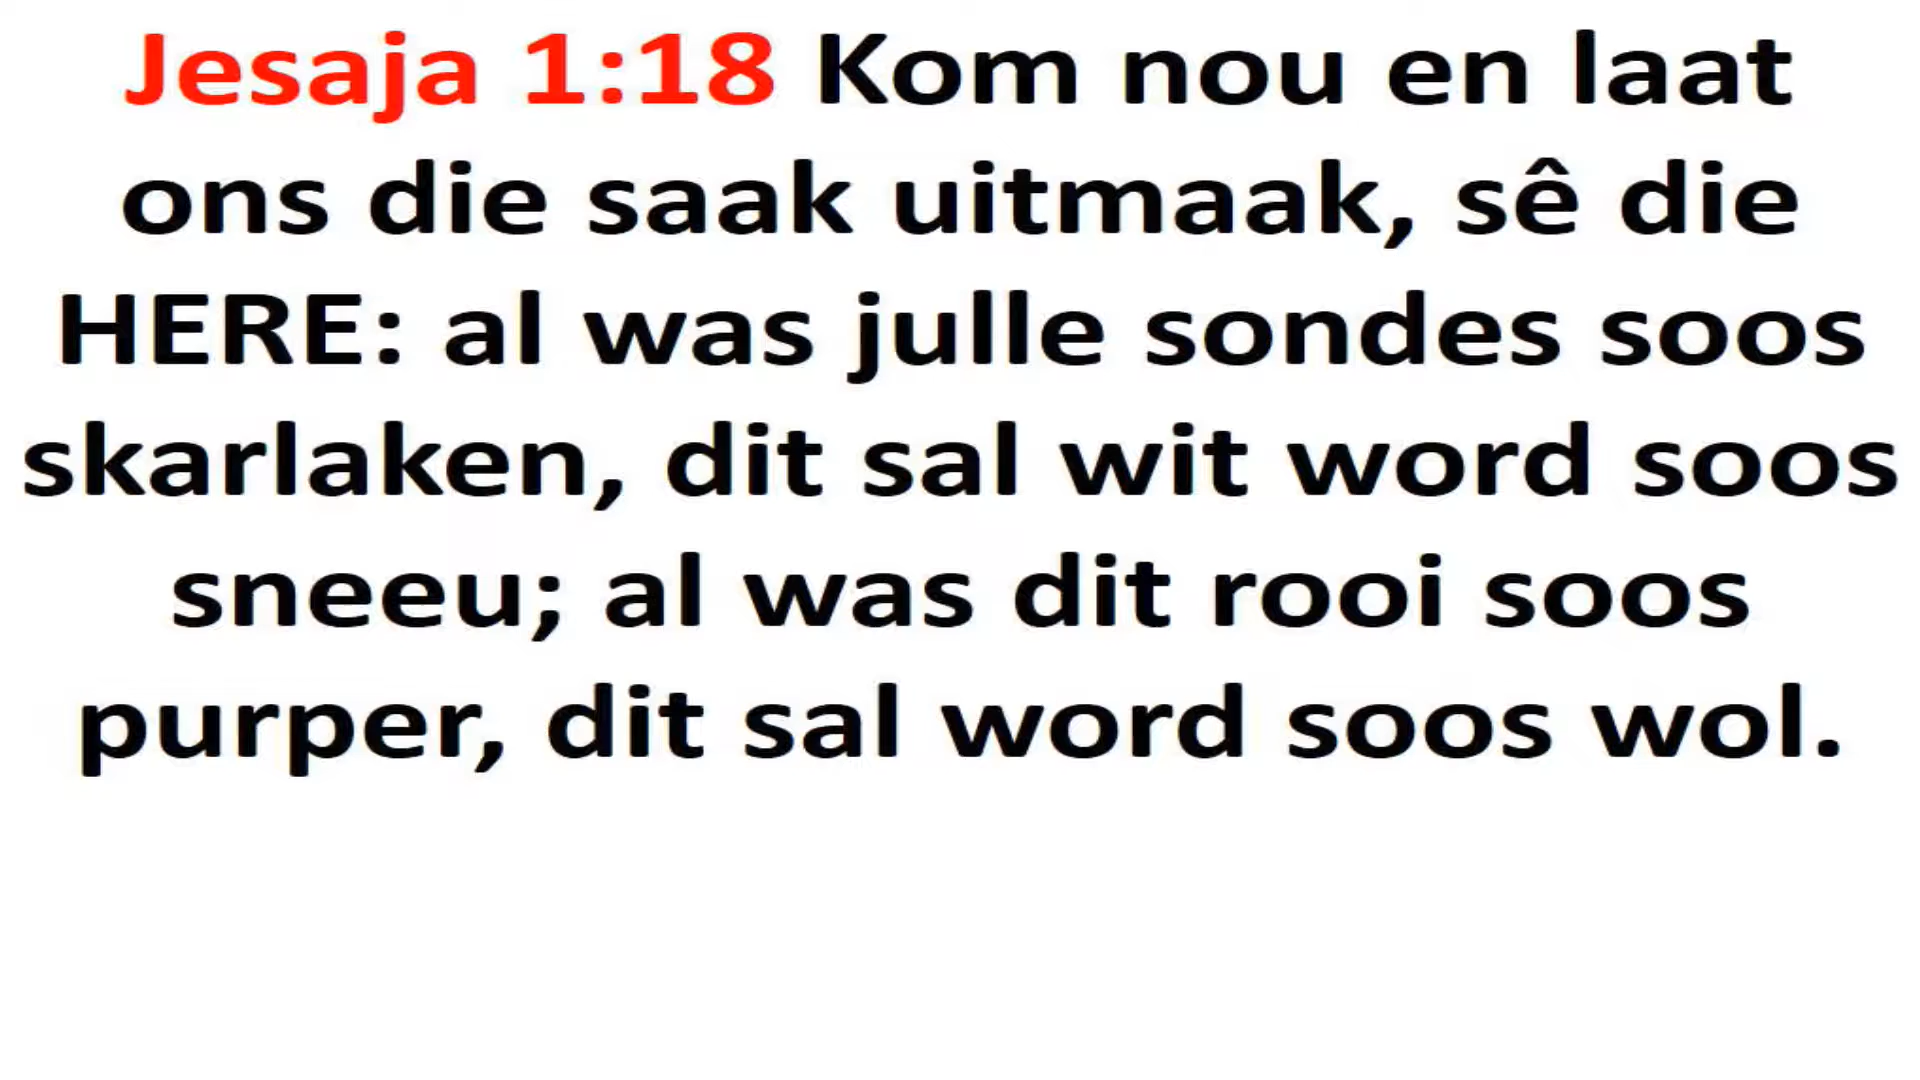 Jesaja 1:18 Kom nou en laat
ons die saak uitmaak, sê die
HERE: al was julle sondes soos
skarlaken, dit sal wit word soos
sneeu; al was dit rooi soos
purper, dit sal word soos wol.